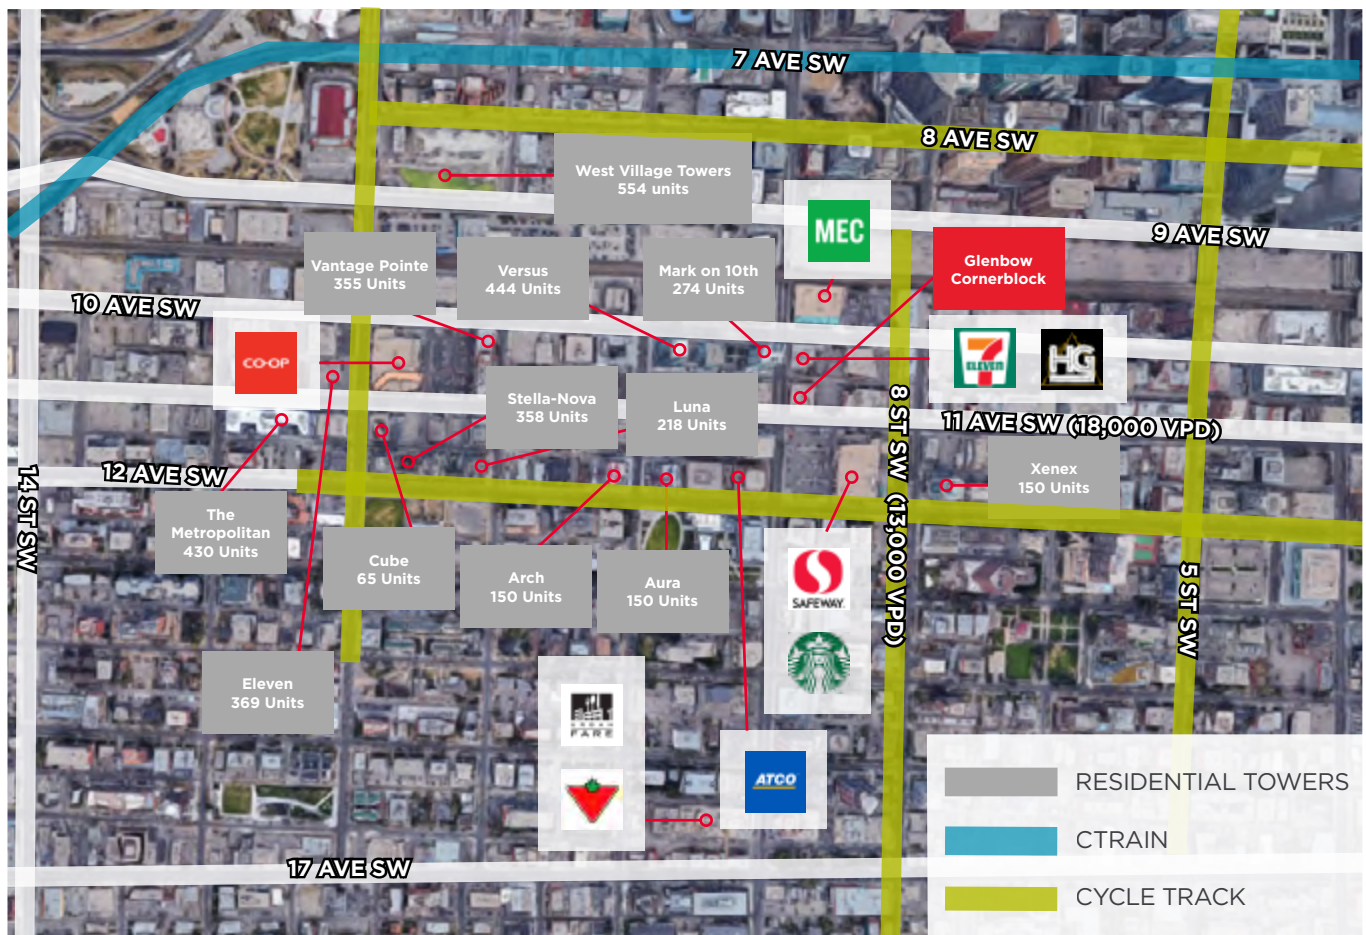 7 AVE SW
8 AVE SW
West Village Towers
554 units
MEC
9 AVE SW
Vantage Pointe
355 Units
Versus
444 Units
Mark on 10th
274 Units
Glenbow
Cornerblock
10 AVE SW
CO-OP
7
ELEVEN
HG
Stella-Nova
358 Units
Luna
218 Units
8 ST SW (13,000 VPD)
11 AVE SW (18,000 VPD)
14 ST SW
12 AVE SW
Xenex
150 Units
The
Metropolitan
430 Units
Cube
65 Units
Arch
150 Units
Aura
150 Units
SAFEWAY
5 ST SW
Eleven
369 Units
URBAN
FARE
ATCO
17 AVE SW
RESIDENTIAL TOWERS
CTRAIN
CYCLE TRACK